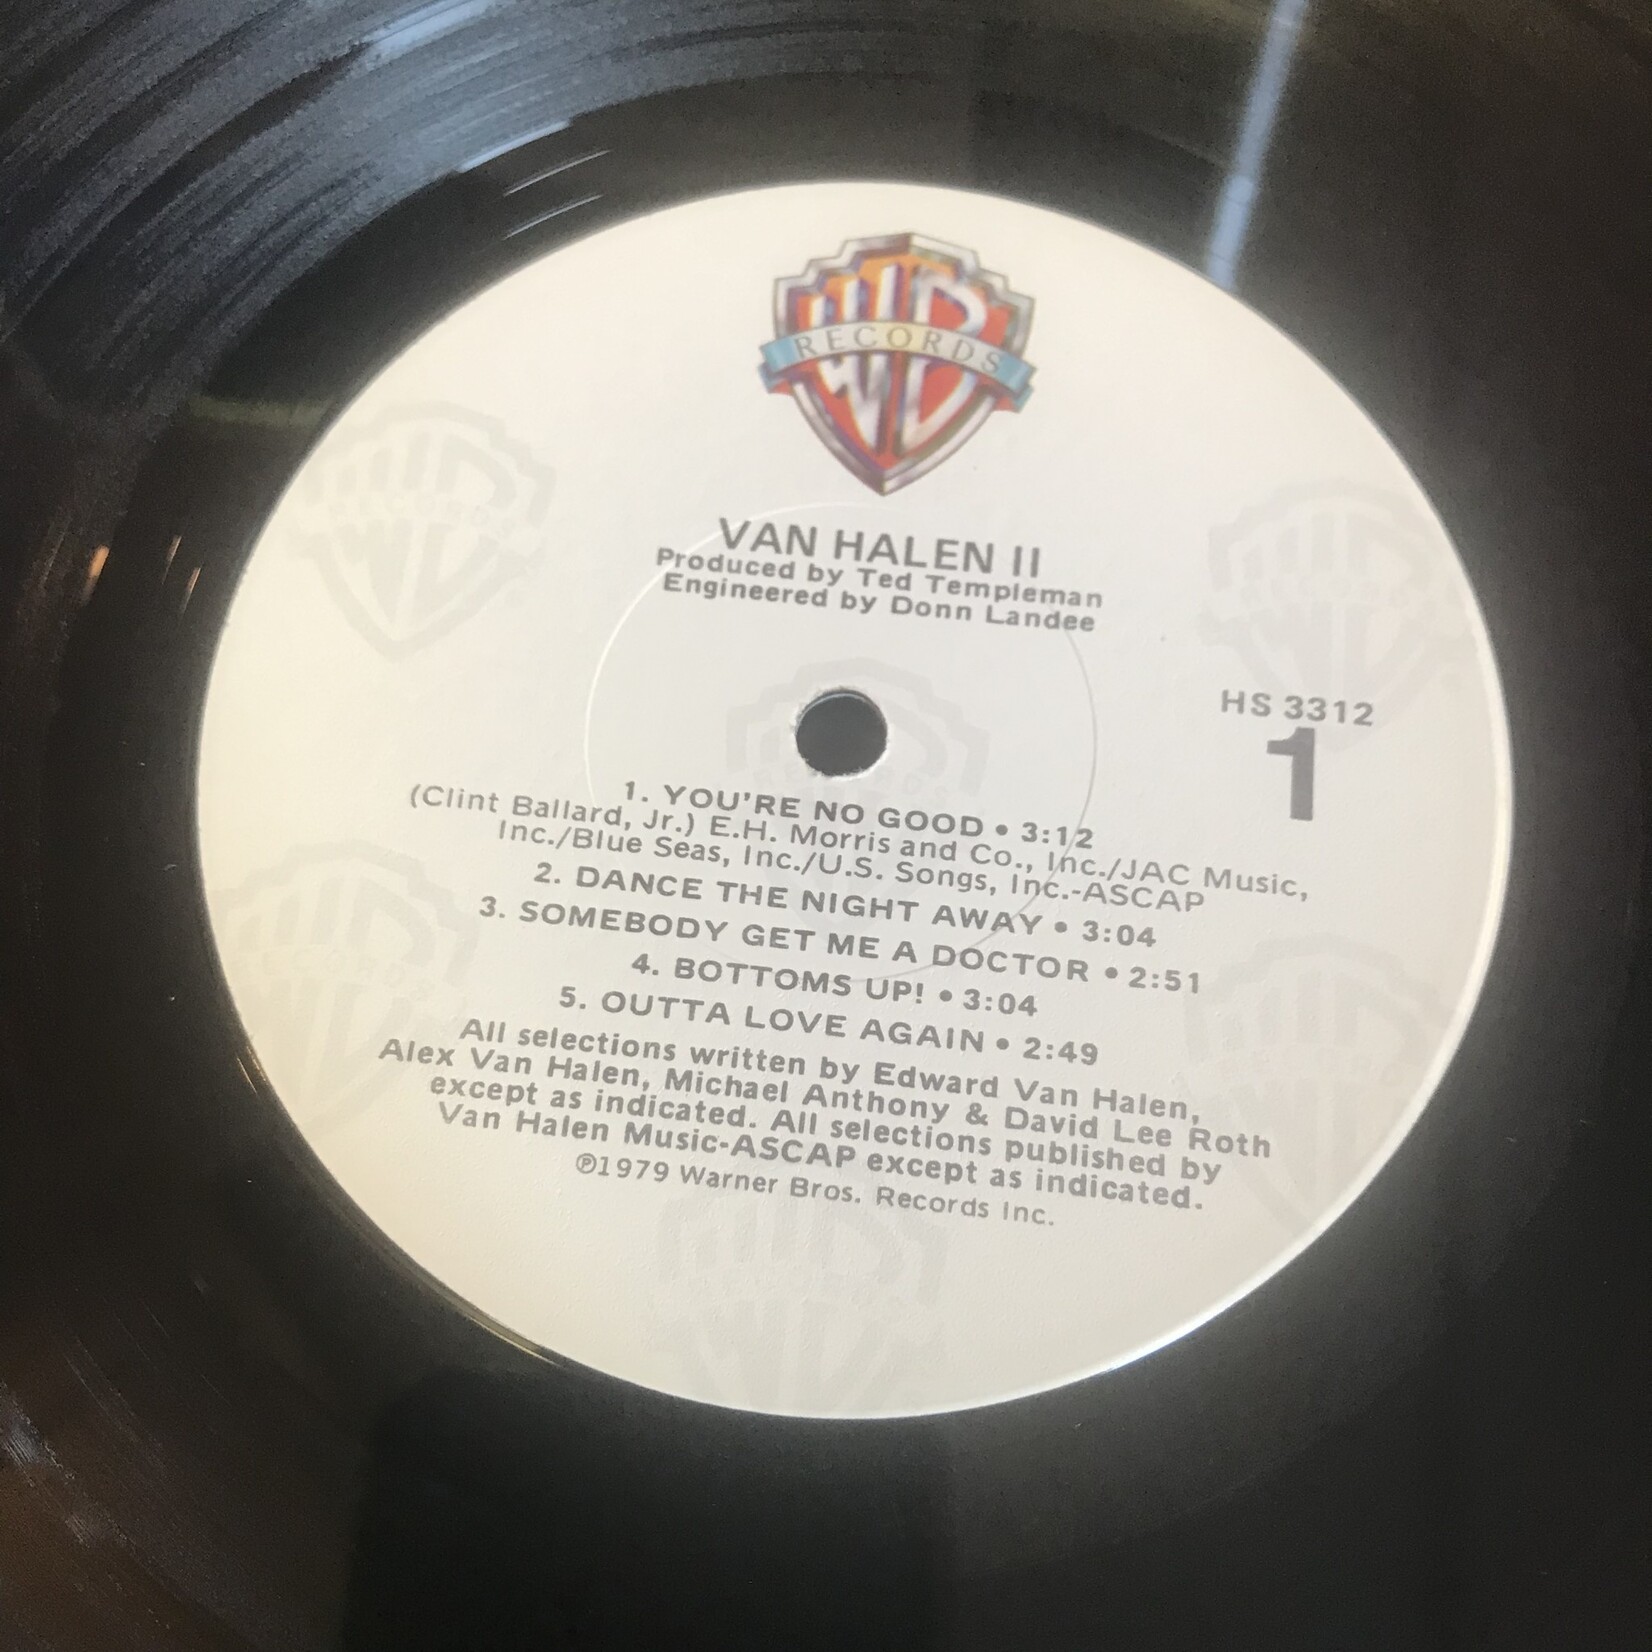 WB
RECORDS
VAN HALEN II
Produced by Ted Templeman
Engineered by Donn Landee
HS 3312
1
1. YOU'RE NO GOOD • 3:12
(Clint Ballard, Jr.) E.H. Morris and Co., Inc./JAC Music,
Inc./Blue Seas, Inc./U.S. Songs, Inc.-ASCAP
2. DANCE THE NIGHT AWAY • 3:04
3. SOMEBODY GET ME A DOCTOR • 2:51
4. BOTTOMS UP! • 3:04
5. OUTTA LOVE AGAIN • 2:49
All selections written by Edward Van Halen,
Alex Van Halen, Michael Anthony & David Lee Roth
except as indicated. All selections published by
Van Halen Music-ASCAP except as indicated.
℗1979 Warner Bros. Records Inc.